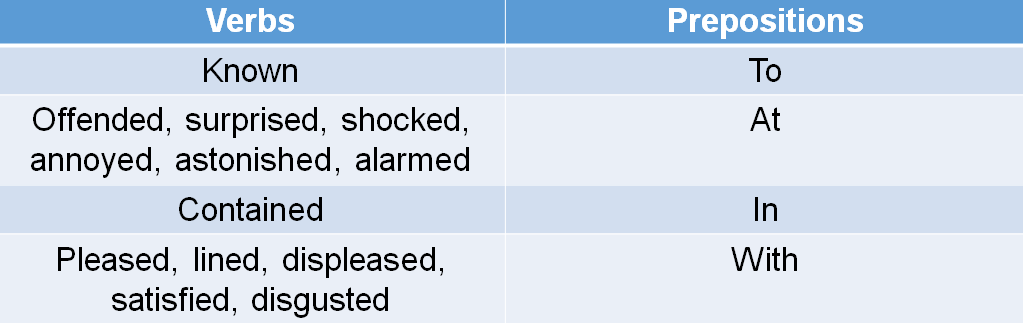 Verbs Prepositions
Known To
Offended, surprised, shocked, At
annoyed, astonished, alarmed
Contained In
Pleased, lined, displeased, With
satisfied, disgusted